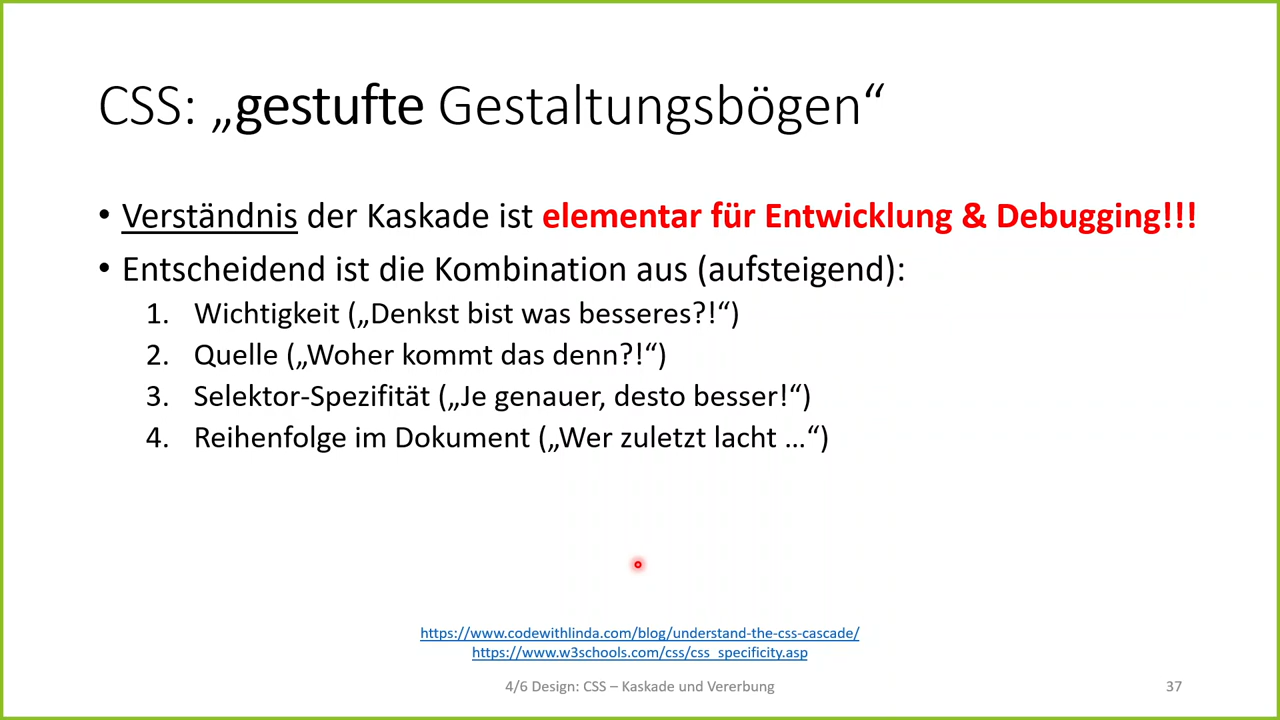 CSS: „gestufte Gestaltungsbögen“
• Verständnis der Kaskade ist elementar für Entwicklung & Debugging!!!
• Entscheidend ist die Kombination aus (aufsteigend):
1. Wichtigkeit („Denkst bist was besseres?!“)
2. Quelle („Woher kommt das denn?!“)
3. Selektor-Spezifität („Je genauer, desto besser!“)
4. Reihenfolge im Dokument („Wer zuletzt lacht …“)
https://www.codewithlinda.com/blog/understand-the-css-cascade/
https://www.w3schools.com/css/css_specificity.asp
4/6 Design: CSS – Kaskade und Vererbung
37